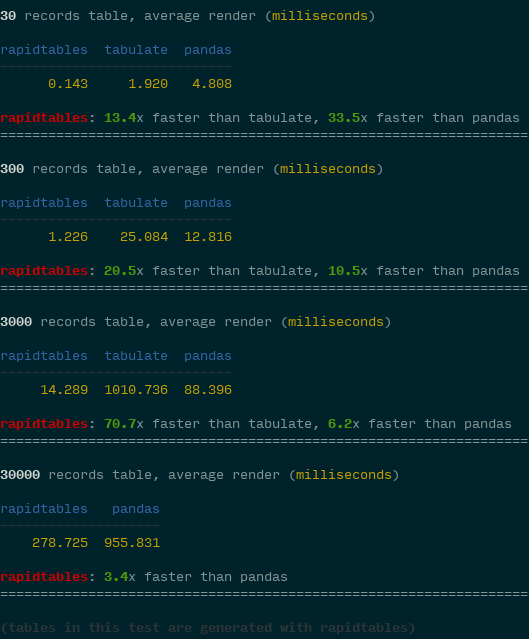 30 records table, average render (milliseconds)
rapidtables  tabulate  pandas
-----------------------------
      0.143     1.920   4.808
rapidtables: 13.4x faster than tabulate, 33.5x faster than pandas
==================================================================
300 records table, average render (milliseconds)
rapidtables  tabulate  pandas
-----------------------------
      1.226    25.084  12.816
rapidtables: 20.5x faster than tabulate, 10.5x faster than pandas
==================================================================
3000 records table, average render (milliseconds)
rapidtables  tabulate  pandas
-----------------------------
     14.289  1010.736  88.396
rapidtables: 70.7x faster than tabulate, 6.2x faster than pandas
==================================================================
30000 records table, average render (milliseconds)
rapidtables   pandas
--------------------
    278.725  955.831
rapidtables: 3.4x faster than pandas
==================================================================
(tables in this test are generated with rapidtables)